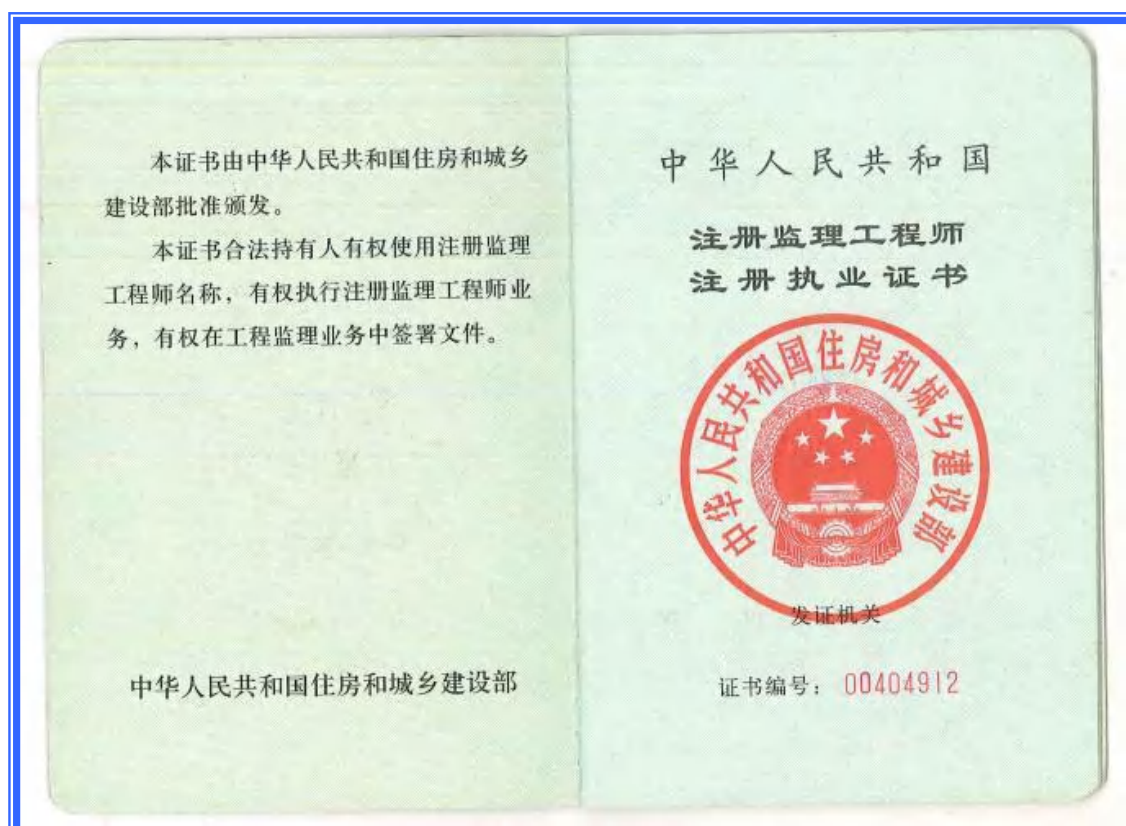 本证书由中华人民共和国住房和城乡
建设部批准颁发。
本证书合法持有人有权使用注册监理
工程师名称，有权执行注册监理工程师业
务，有权在工程监理业务中签署文件。
中华人民共和国住房和城乡建设部
中华人民共和国
注册监理工程师
注册执业证书
中华人民共和国住房和城乡建设部
发证机关
证书编号：00404912